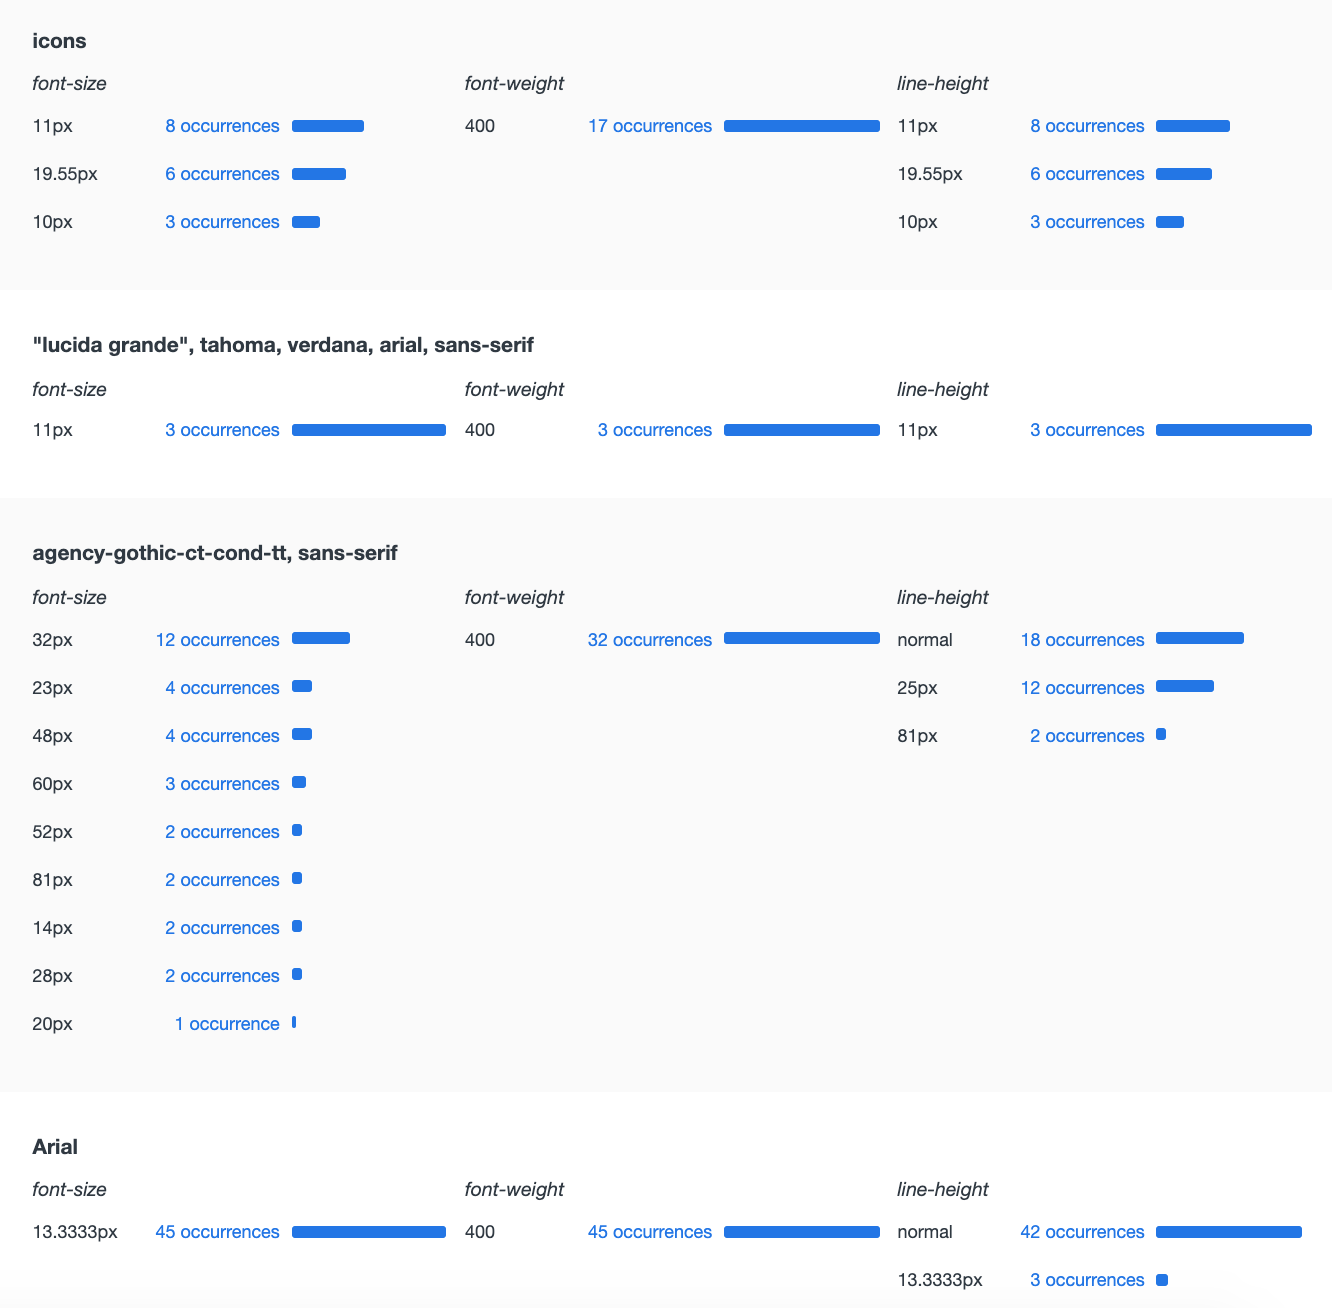 icons
font-size font-weight line-height
11px 8 occurrences 400 17 occurrences 11px 8 occurrences
19.55px 6 occurrences 19.55px 6 occurrences
10px 3 occurrences 10px 3 occurrences
"lucida grande", tahoma, verdana, arial, sans-serif
font-size font-weight line-height
11px 3 occurrences 400 3 occurrences 11px 3 occurrences
agency-gothic-ct-cond-tt, sans-serif
font-size font-weight line-height
32px 12 occurrences 400 32 occurrences normal 18 occurrences
23px 4 occurrences 25px 12 occurrences
48px 4 occurrences 81px 2 occurrences
60px 3 occurrences
52px 2 occurrences
81px 2 occurrences
14px 2 occurrences
28px 2 occurrences
20px 1 occurrence
Arial
font-size font-weight line-height
13.3333px 45 occurrences 400 45 occurrences normal 42 occurrences
13.3333px 3 occurrences